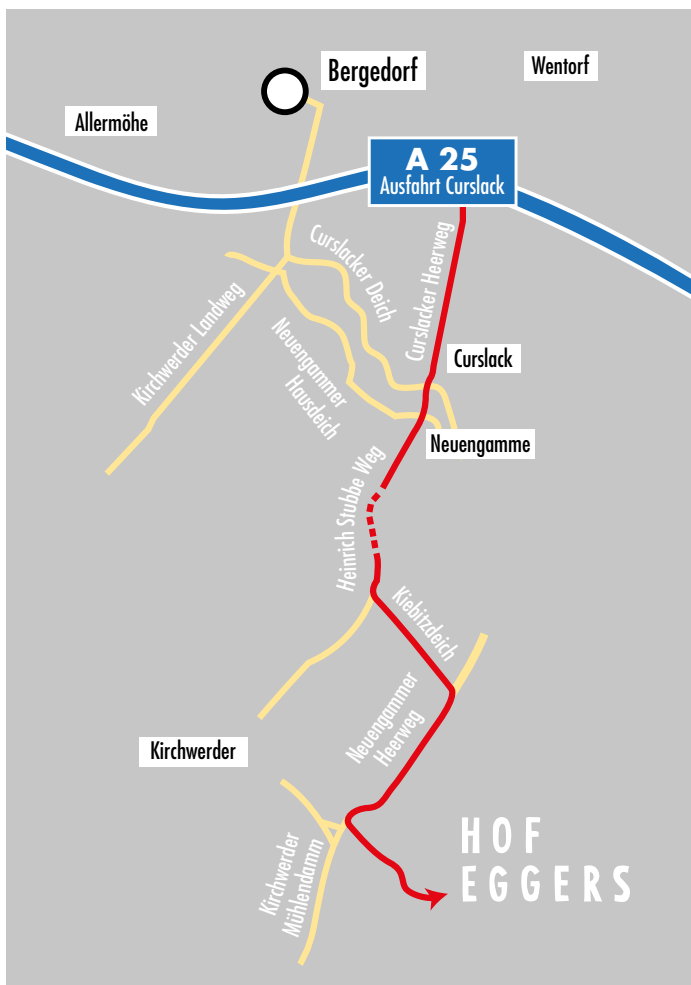 Bergedorf
Wentorf
Allermöhe
A 25
Ausfahrt Curslack
Curslacker Deich
Curslacker Heerweg
Kirchwerder Landweg
Neuengammer
Hausdeich
Curslack
Neuengamme
Heinrich Stubbe Weg
Kiebitzdeich
Neuengammer
Heerweg
Kirchwerder
Kirchwerder
Mühlendamm
HOF
EGGERS